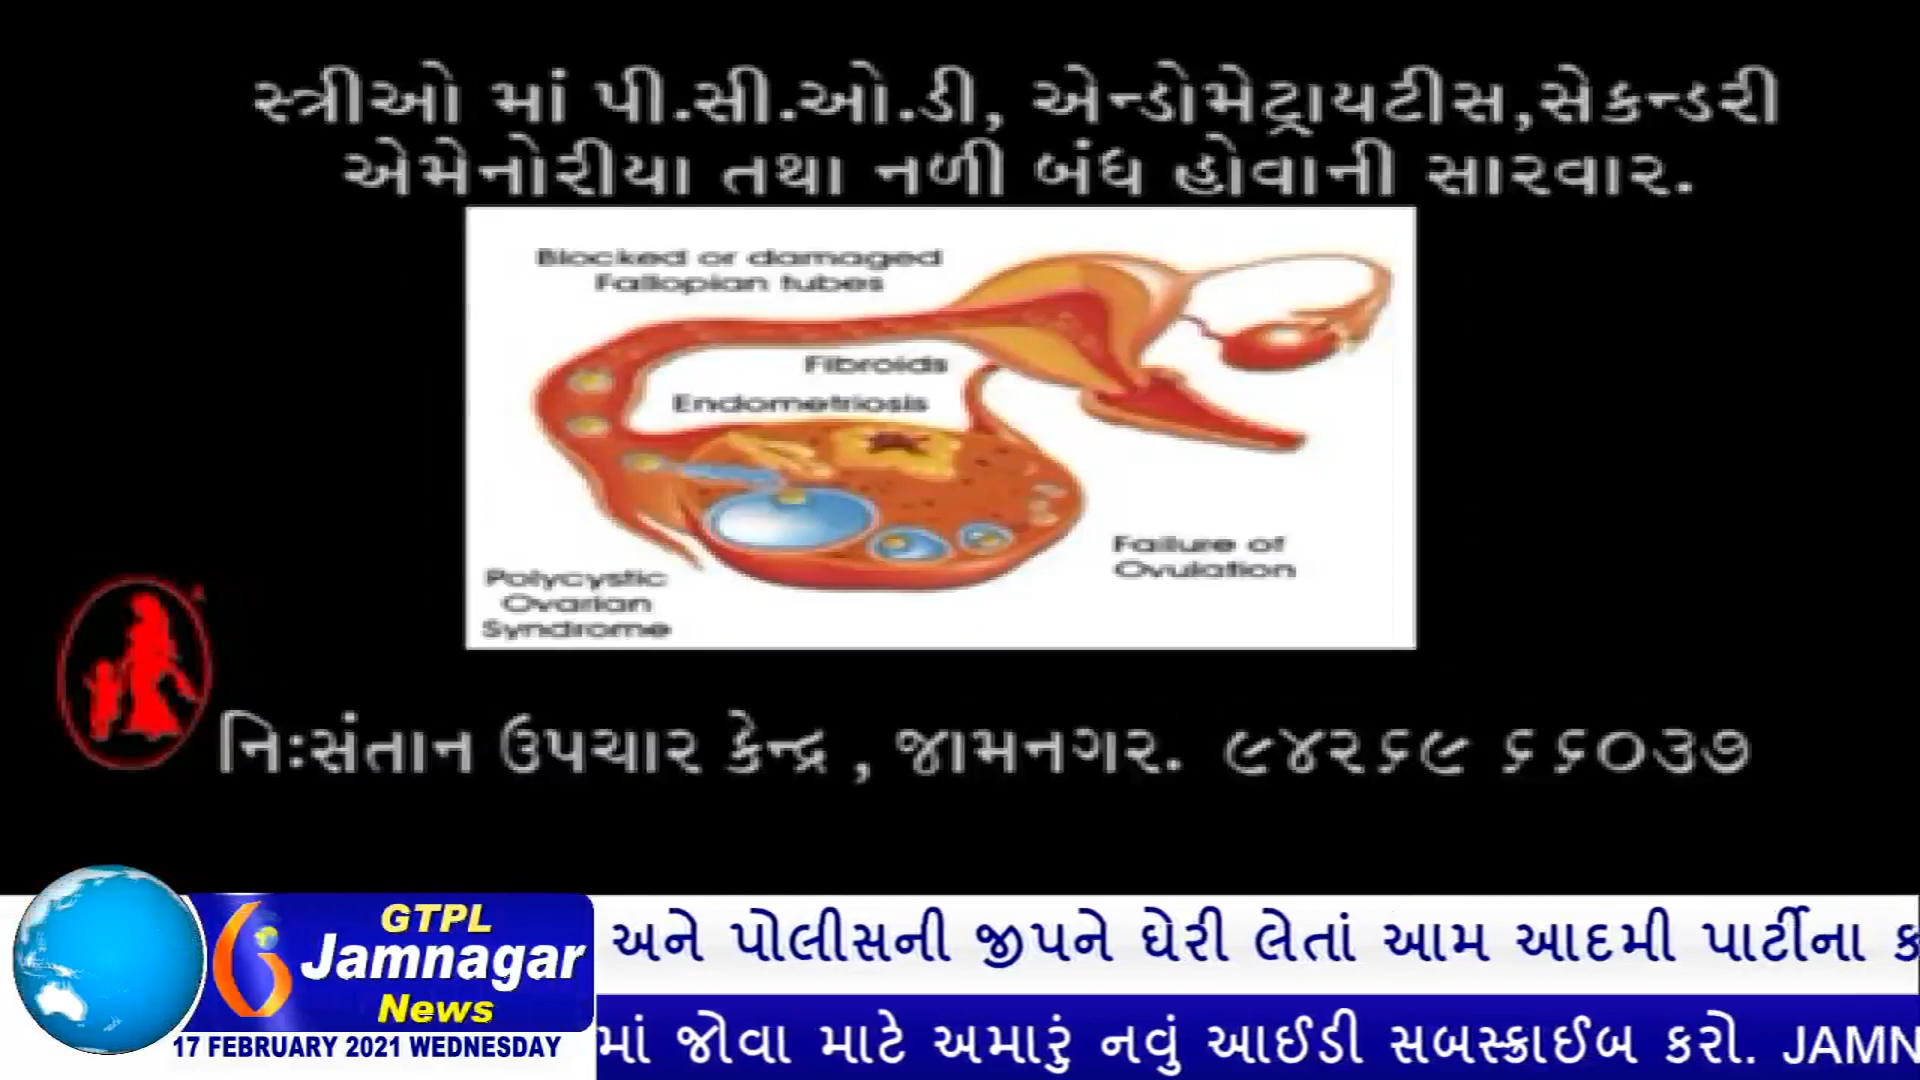 સ્ત્રીઓ માં પી.સી.ઓ.ડી, એન્ડોમેટ્રાયટીસ,સેકન્ડરી
એમેનોરીયા તથા નળી બંધ હોવાની સારવાર.
Blocked or damaged
Fallopian tubes
Fibroids
Endometriosis
Failure of
Ovulation
Polycystic
Ovarian
Syndrome
નિઃસંતાન ઉપચાર કેન્દ્ર , જામનગર. ૯૪૨૬૯ ૬૬૦૩૭
GTPL
Jamnagar
News
17 FEBRUARY 2021 WEDNESDAY
અને પોલીસની જીપને ઘેરી લેતાં આમ આદમી પાર્ટીના ક
માં જોવા માટે અમારું નવું આઈડી સબસ્ક્રાઈબ કરો. JAMN